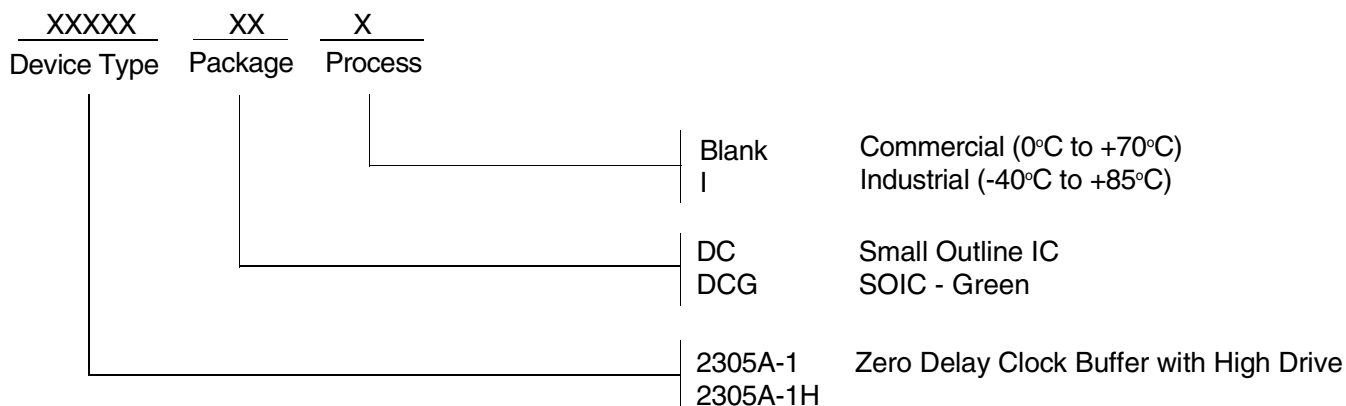 XXXXX XX X
Device Type Package Process
Blank Commercial (0°C to +70°C)
I Industrial (-40°C to +85°C)
DC Small Outline IC
DCG SOIC - Green
2305A-1 Zero Delay Clock Buffer with High Drive
2305A-1H